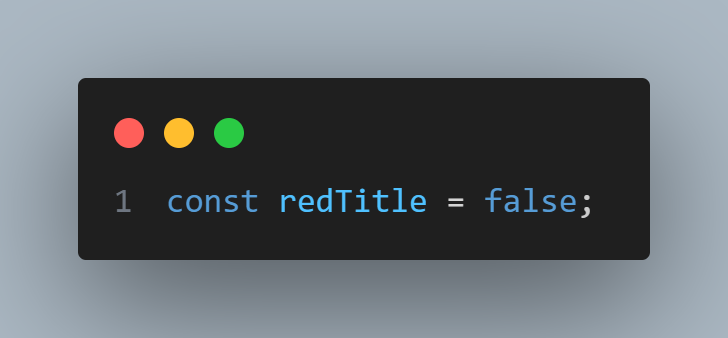 1 const redTitle = false;